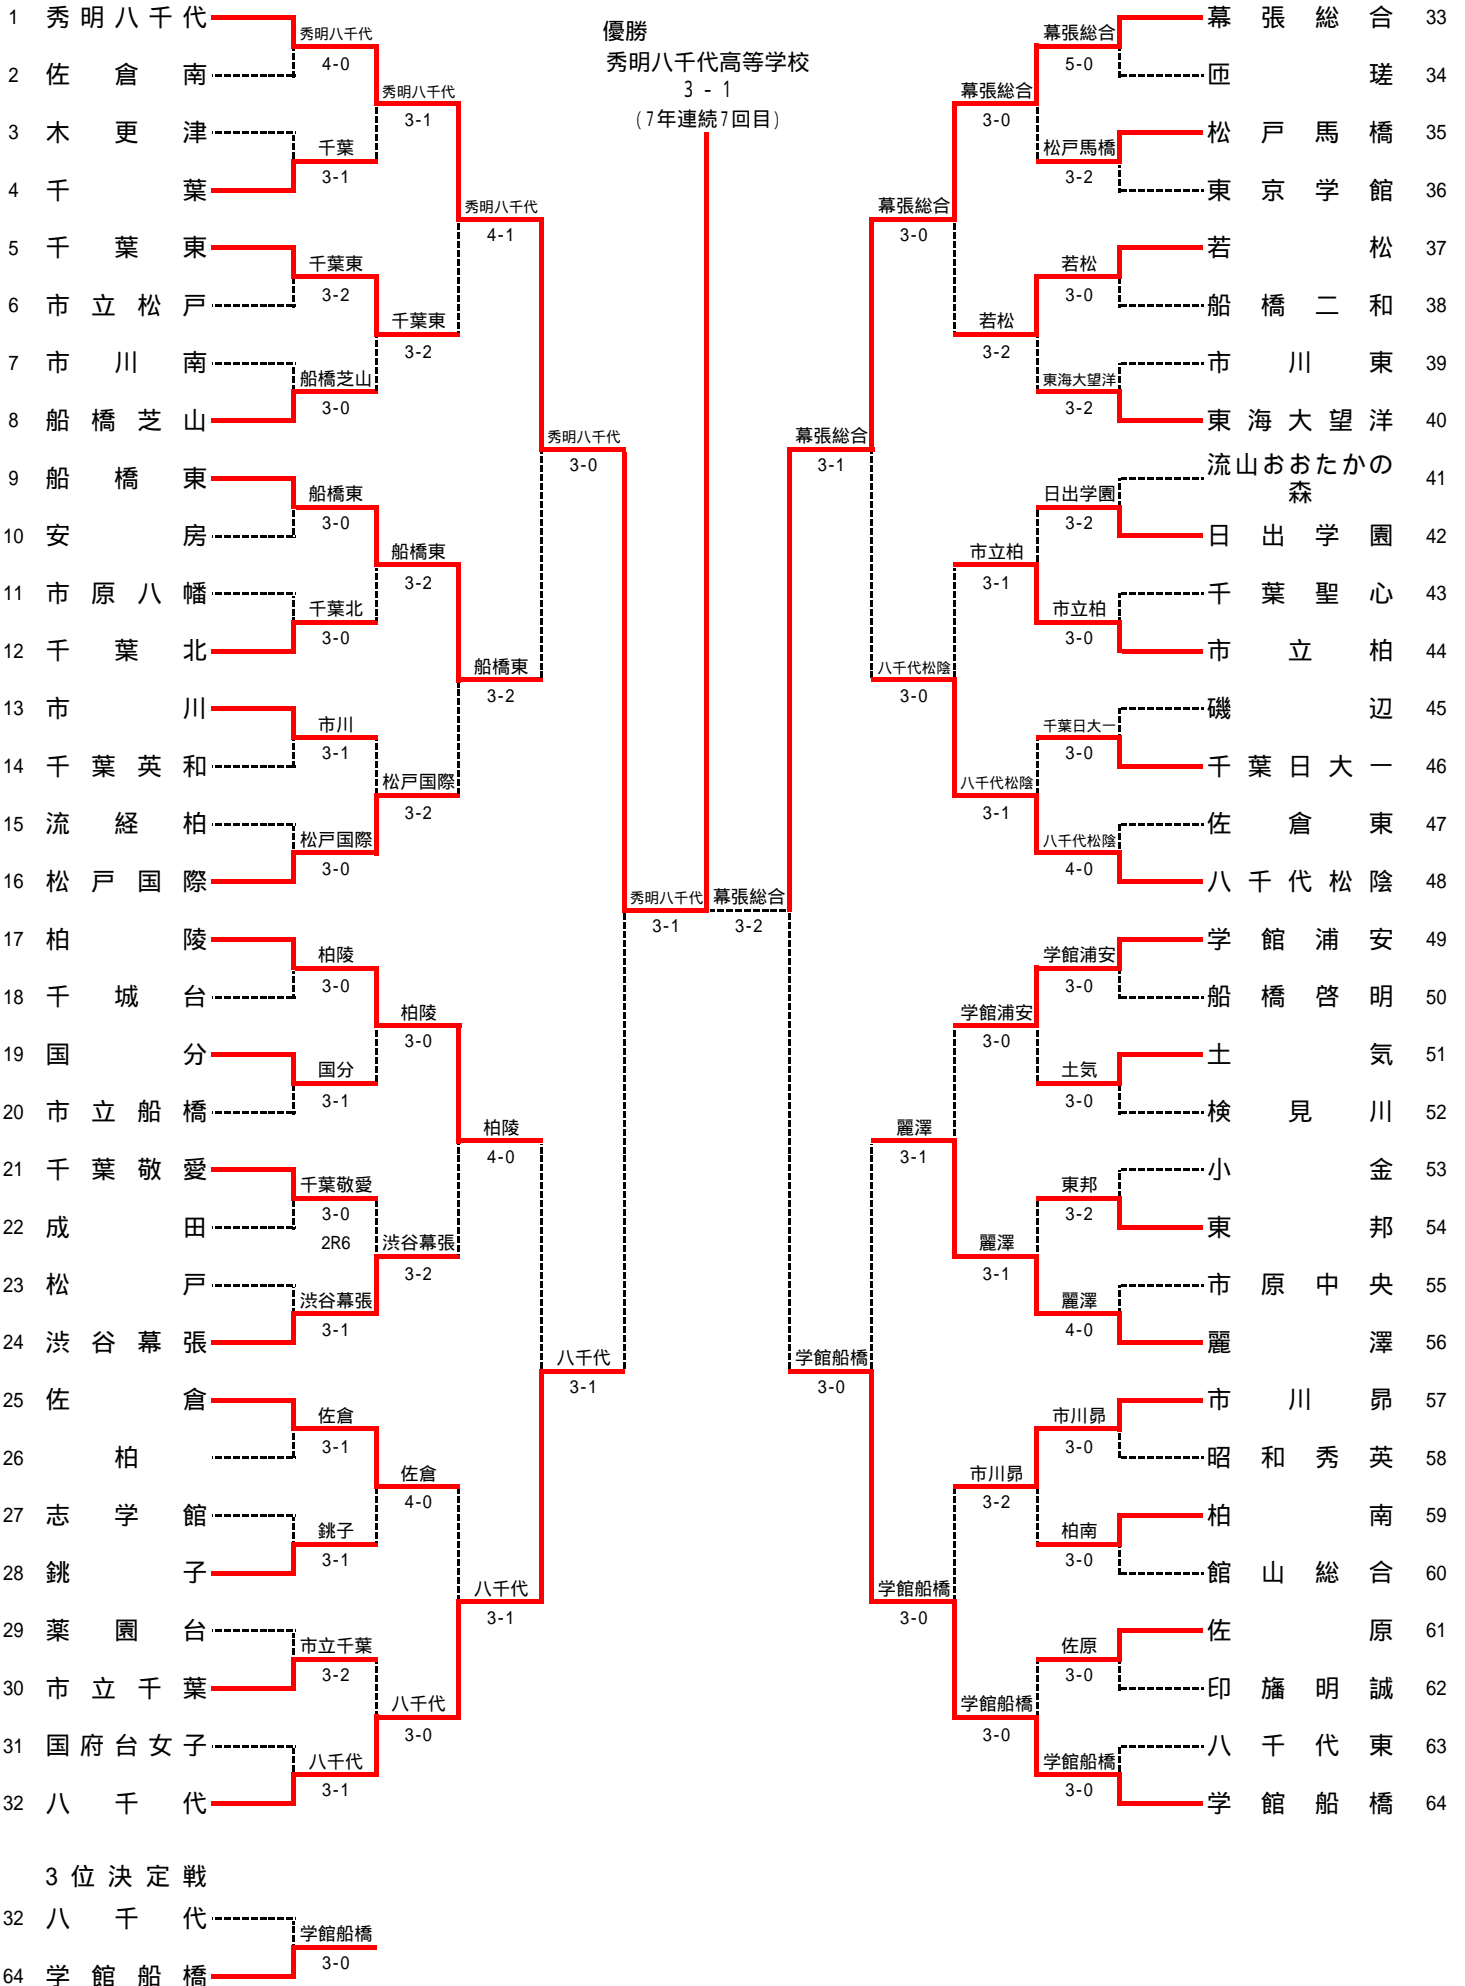 優勝
秀明八千代高等学校
3 - 1
(7年連続7回目)
1 秀明八千代
2 佐倉南
3 木更津
4 千葉
5 千葉東
6 市立松戸
7 市川南
8 船橋芝山
9 船橋東
10 安房
11 市原八幡
12 千葉北
13 市川
14 千葉英和
15 流経柏
16 松戸国際
17 柏陵
18 千城台
19 国分
20 市立船橋
21 千葉敬愛
22 成田
23 松戸
24 渋谷幕張
25 佐倉
26 柏
27 志学館
28 銚子
29 薬園台
30 市立千葉
31 国府台女子
32 八千代
秀明八千代
4-0
千葉
3-1
千葉東
3-2
船橋芝山
3-0
船橋東
3-0
千葉北
3-0
市川
3-1
松戸国際
3-0
柏陵
3-0
国分
3-1
千葉敬愛
3-0
2R6
渋谷幕張
3-1
佐倉
3-1
銚子
3-1
市立千葉
3-2
八千代
3-1
秀明八千代
3-1
千葉東
3-2
船橋東
3-2
松戸国際
3-2
柏陵
3-0
渋谷幕張
3-2
佐倉
4-0
八千代
3-0
秀明八千代
4-1
船橋東
3-2
柏陵
4-0
八千代
3-1
秀明八千代
3-0
八千代
3-1
秀明八千代
3-1
幕張総合
3-2
幕張総合
3-1
学館船橋
3-0
幕張総合
3-0
八千代松陰
3-0
麗澤
3-1
学館船橋
3-0
幕張総合
3-0
若松
3-2
市立柏
3-1
八千代松陰
3-1
学館浦安
3-0
麗澤
3-1
市川昴
3-2
学館船橋
3-0
幕張総合
5-0
松戸馬橋
3-2
若松
3-0
東海大望洋
3-2
日出学園
3-2
市立柏
3-0
千葉日大一
3-0
八千代松陰
4-0
学館浦安
3-0
土気
3-0
東邦
3-2
麗澤
4-0
市川昴
3-0
柏南
3-0
佐原
3-0
学館船橋
3-0
幕張総合 33
匝瑳 34
松戸馬橋 35
東京学館 36
若松 37
船橋二和 38
市川東 39
東海大望洋 40
流山おおたかの
森 41
日出学園 42
千葉聖心 43
市立柏 44
磯辺 45
千葉日大一 46
佐倉東 47
八千代松陰 48
学館浦安 49
船橋啓明 50
土気 51
検見川 52
小金 53
東邦 54
市原中央 55
麗澤 56
市川昴 57
昭和秀英 58
柏南 59
館山総合 60
佐原 61
印旛明誠 62
八千代東 63
学館船橋 64
3位決定戦
32 八千代
64 学館船橋
学館船橋
3-0